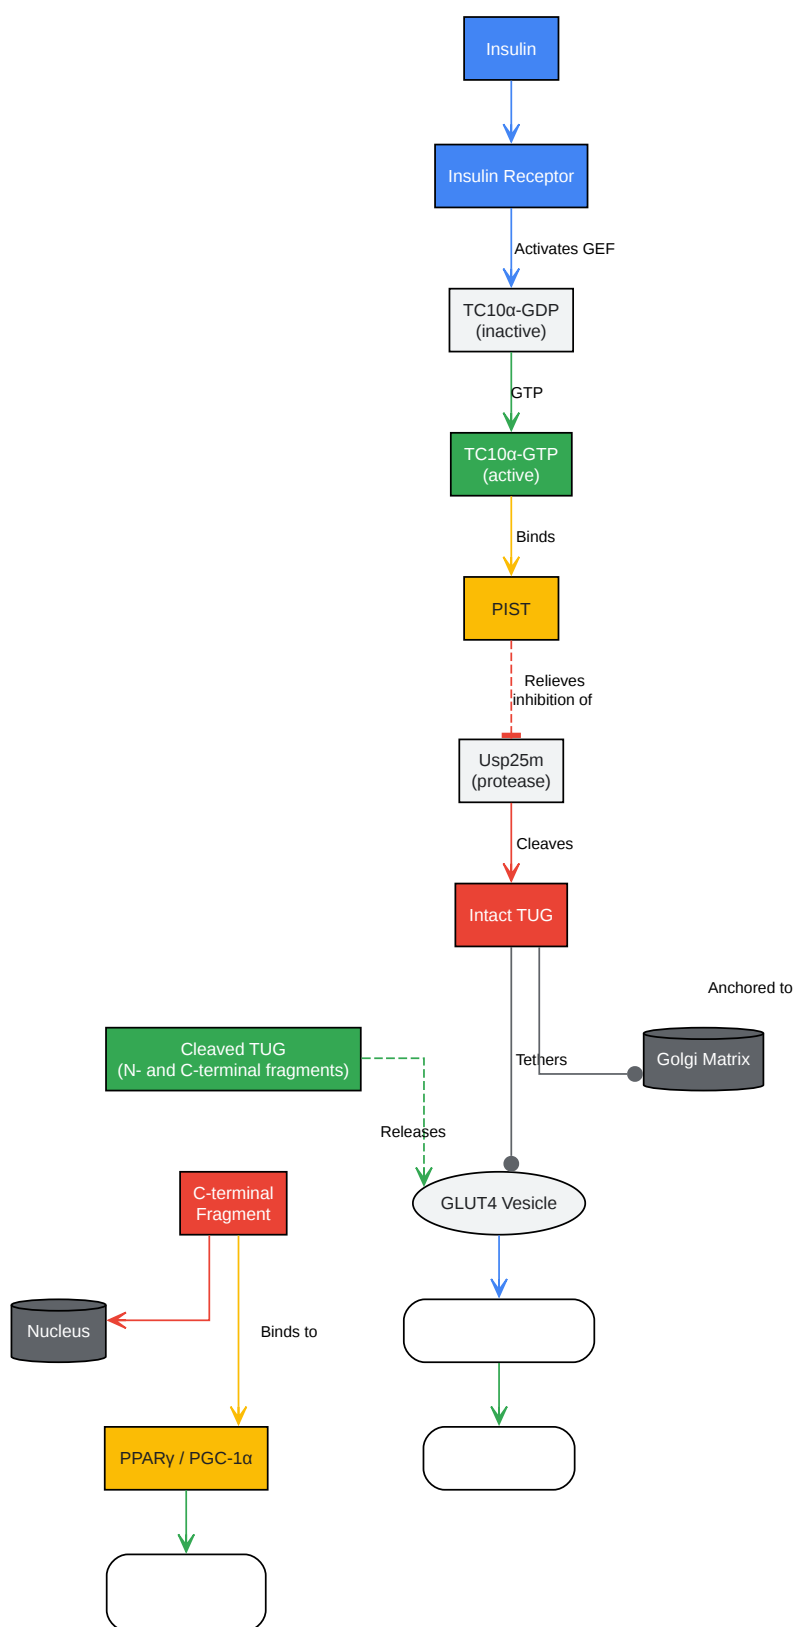 Insulin
Insulin Receptor
Activates GEF
TC10α-GDP
(inactive)
GTP
TC10α-GTP
(active)
Binds
PIST
Relieves
inhibition of
Usp25m
(protease)
Cleaves
Intact TUG
Anchored to
Cleaved TUG
(N- and C-terminal fragments)
Tethers
Golgi Matrix
Releases
C-terminal
Fragment
GLUT4 Vesicle
Nucleus
Binds to
PPARγ / PGC-1α